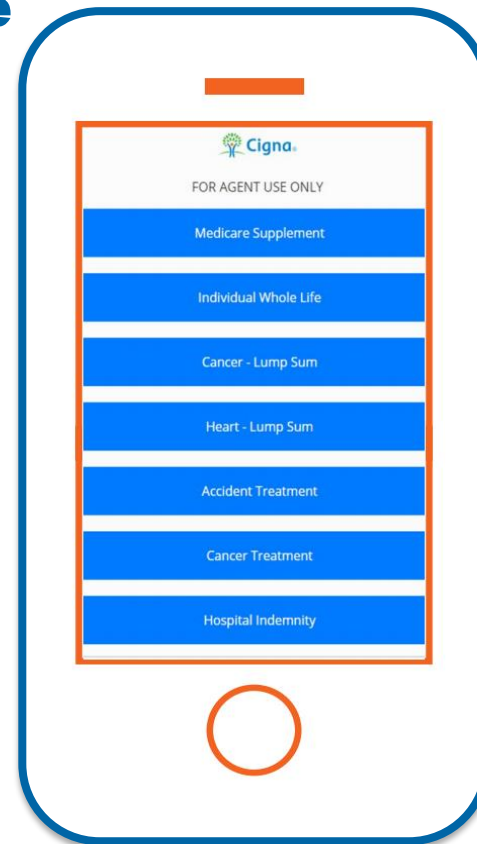 Cigna®
FOR AGENT USE ONLY
Medicare Supplement
Individual Whole Life
Cancer - Lump Sum
Heart - Lump Sum
Accident Treatment
Cancer Treatment
Hospital Indemnity